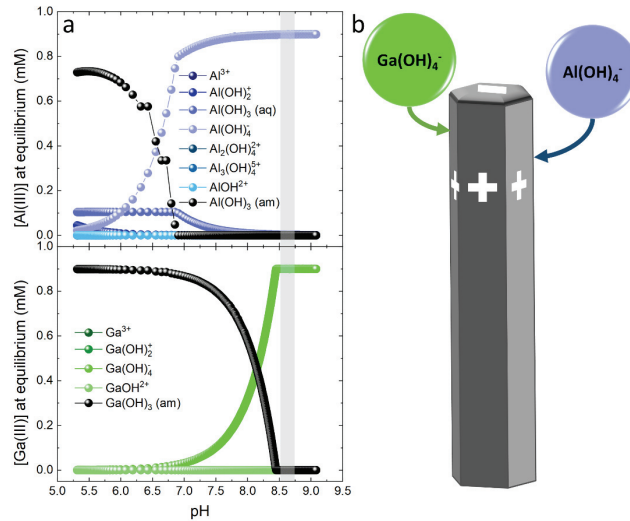 a
[Al(III)] at equilibrium (mM)
1.0
0.8
0.6
0.4
0.2
0.0
Al³⁺
Al(OH)₂⁺
Al(OH)₃ (aq)
Al(OH)₄⁻
Al₂(OH)₄²⁺
Al₃(OH)₄⁵⁺
AlOH²⁺
Al(OH)₃ (am)
[Ga(III)] at equilibrium (mM)
1.0
0.8
0.6
0.4
0.2
0.0
Ga³⁺
Ga(OH)₂⁺
Ga(OH)₄⁻
GaOH²⁺
Ga(OH)₃ (am)
5.0 5.5 6.0 6.5 7.0 7.5 8.0 8.5 9.0 9.5
pH
b
Ga(OH)₄⁻
Al(OH)₄⁻